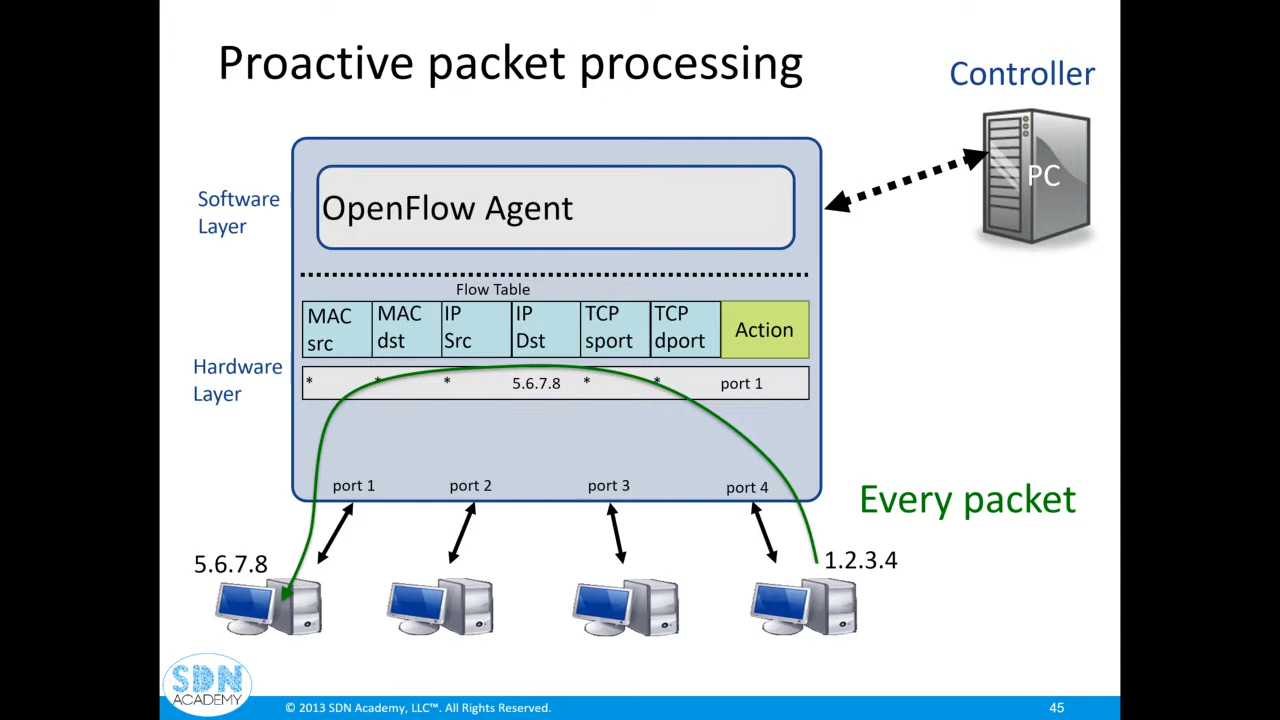 Proactive packet processing
Controller
PC
Software
Layer
OpenFlow Agent
Flow Table
MAC src
MAC dst
IP Src
IP Dst
TCP sport
TCP dport
Action
Hardware
Layer
* * * 5.6.7.8 * * port 1
port 1
port 2
port 3
port 4
Every packet
5.6.7.8
1.2.3.4
SDN
ACADEMY
© 2013 SDN Academy, LLC™. All Rights Reserved.
45